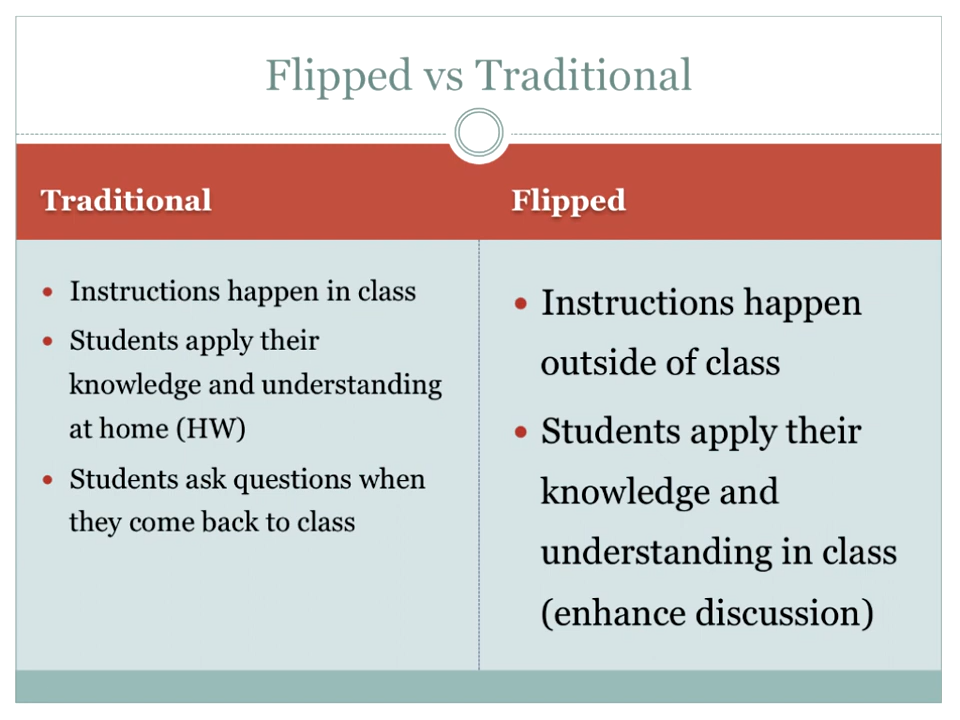 Flipped vs Traditional
Traditional
• Instructions happen in class
• Students apply their
knowledge and understanding
at home (HW)
• Students ask questions when
they come back to class
Flipped
• Instructions happen
outside of class
• Students apply their
knowledge and
understanding in class
(enhance discussion)